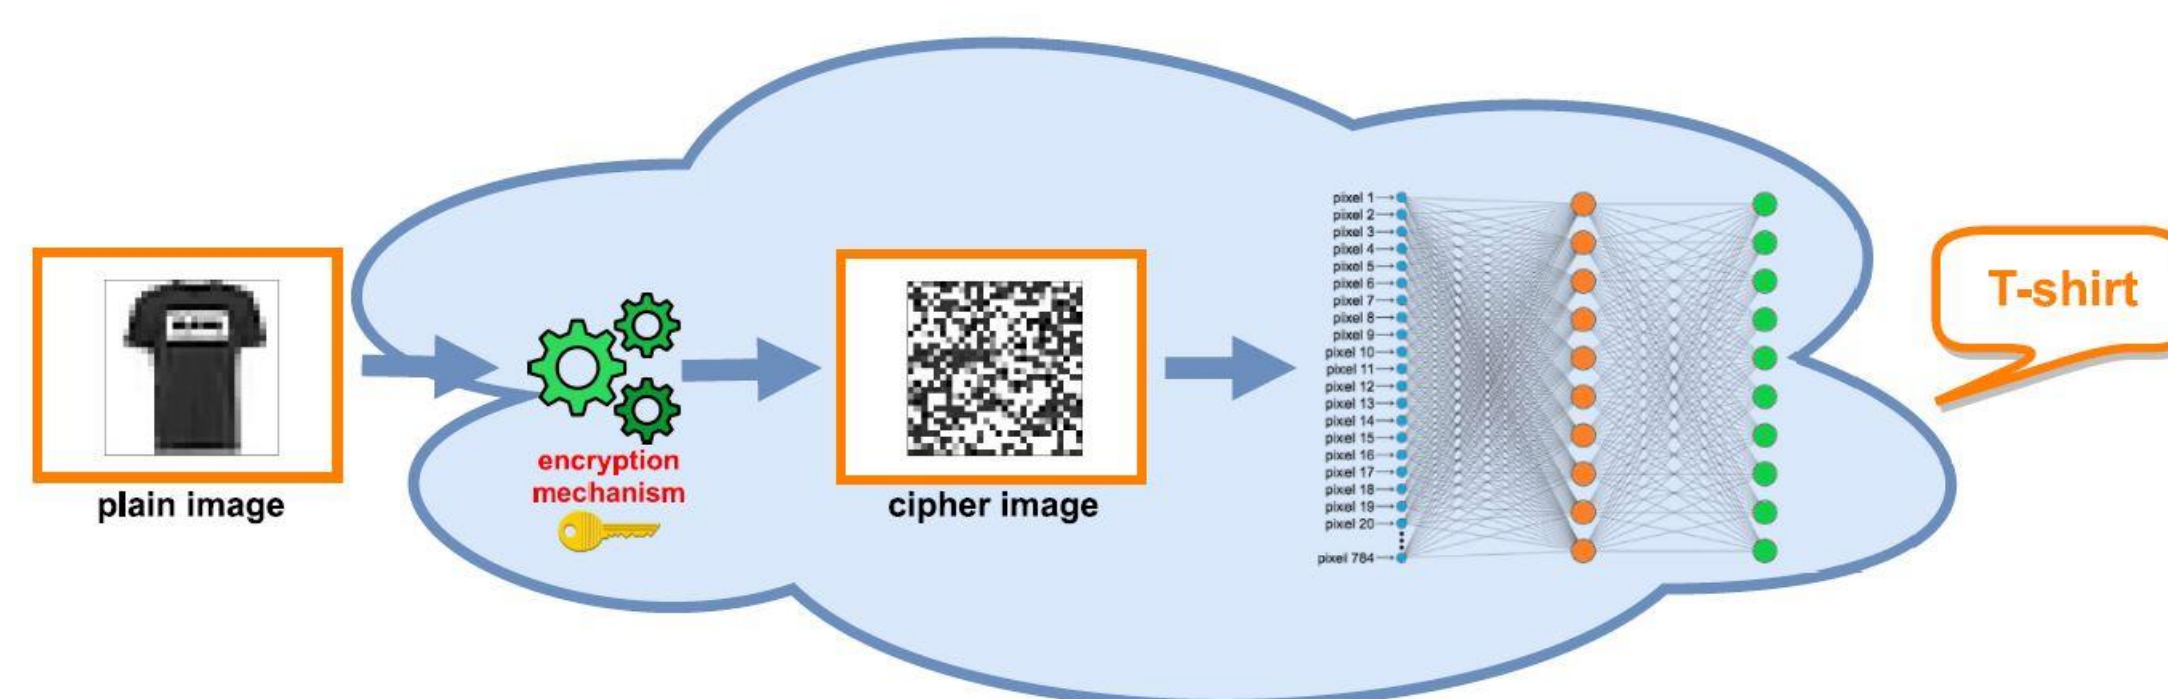 plain image
encryption
mechanism
cipher image
pixel 1
pixel 2
pixel 3
pixel 4
pixel 5
pixel 6
pixel 7
pixel 8
pixel 9
pixel 10
pixel 11
pixel 12
pixel 13
pixel 14
pixel 15
pixel 16
pixel 17
pixel 18
pixel 19
pixel 20
pixel 784
T-shirt